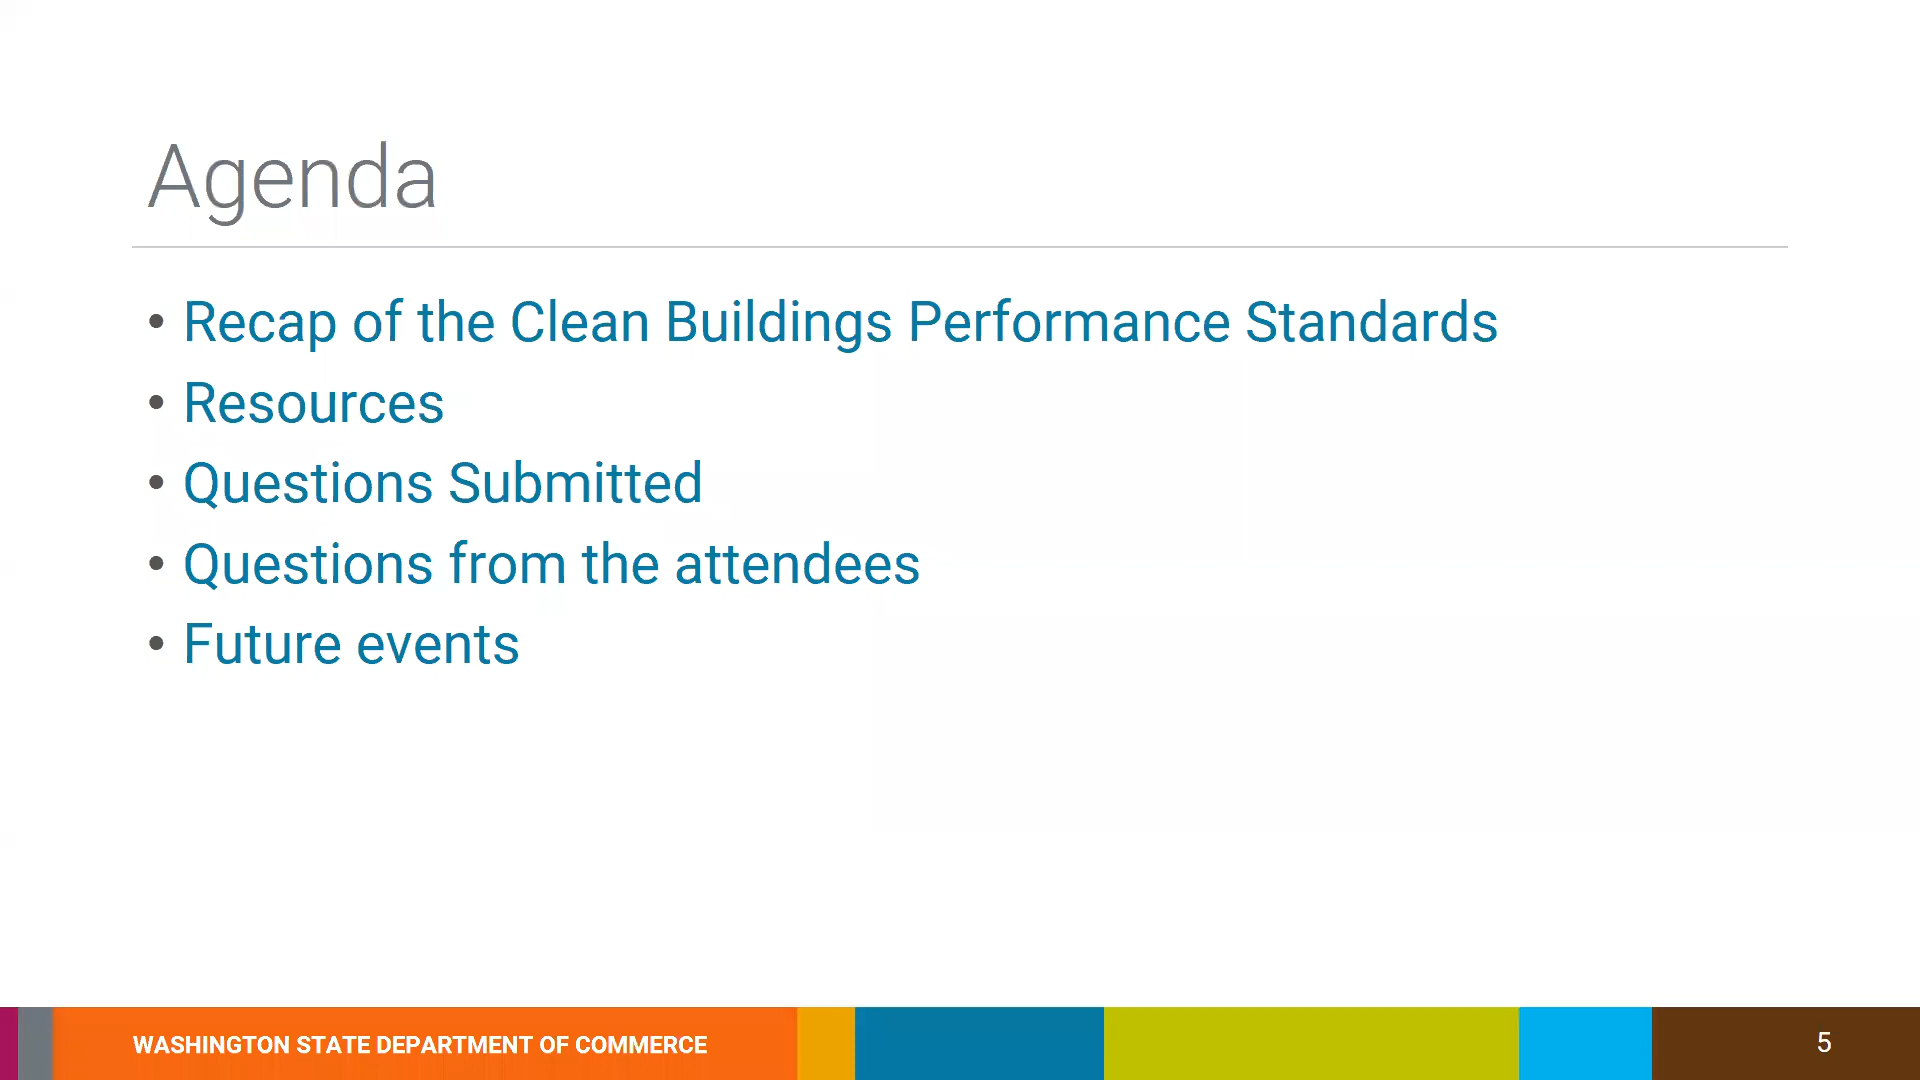 Agenda
• Recap of the Clean Buildings Performance Standards
• Resources
• Questions Submitted
• Questions from the attendees
• Future events
WASHINGTON STATE DEPARTMENT OF COMMERCE
5